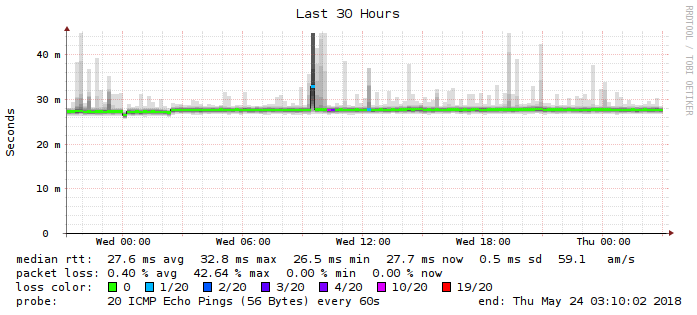 Last 30 Hours
RRDTOOL / TOBI OETIKER
Seconds
40 m
30 m
20 m
10 m
0
Wed 00:00 Wed 06:00 Wed 12:00 Wed 18:00 Thu 00:00
median rtt: 27.6 ms avg 32.8 ms max 26.5 ms min 27.7 ms now 0.5 ms sd 59.1 am/s
packet loss: 0.40 % avg 42.64 % max 0.00 % min 0.00 % now
loss color: 0 1/20 2/20 3/20 4/20 10/20 19/20
probe: 20 ICMP Echo Pings (56 Bytes) every 60s end: Thu May 24 03:10:02 2018